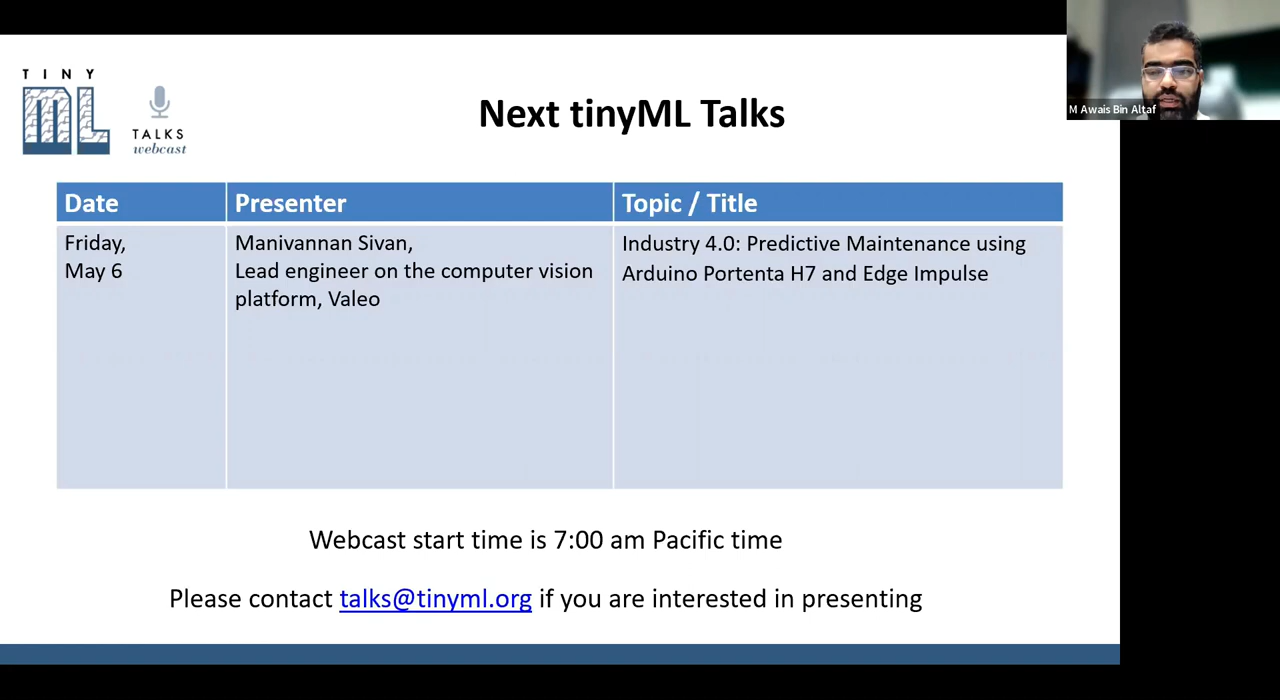 TINY
ML
TALKS
webcast
Next tinyML Talks
M Awais Bin Altaf
Date
Presenter
Topic / Title
Friday,
May 6
Manivannan Sivan,
Lead engineer on the computer vision
platform, Valeo
Industry 4.0: Predictive Maintenance using
Arduino Portenta H7 and Edge Impulse
Webcast start time is 7:00 am Pacific time
Please contact talks@tinyml.org if you are interested in presenting